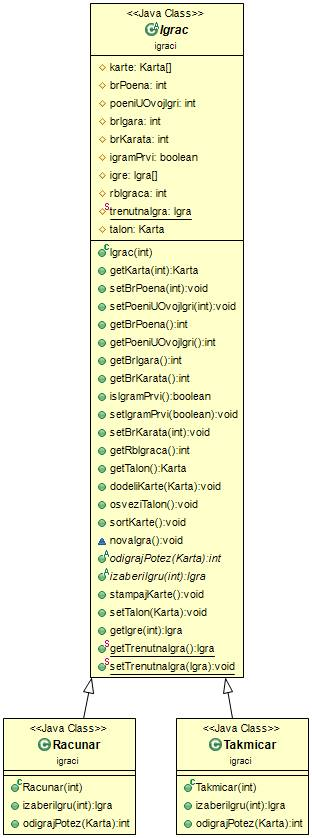 <<Java Class>>
Igrac
igraci
karte: Karta[]
brPoena: int
poeniUOvojIgri: int
brIgara: int
brKarata: int
igramPrvi: boolean
igre: Igra[]
rbIgraca: int
trenutnaIgra: Igra
talon: Karta
Igrac(int)
getKarta(int):Karta
setBrPoena(int):void
setPoeniUOvojIgri(int):void
getBrPoena():int
getPoeniUOvojIgri():int
getBrIgara():int
getBrKarata():int
isIgramPrvi():boolean
setIgramPrvi(boolean):void
setBrKarata(int):void
getRbIgraca():int
getTalon():Karta
dodeliKarte(Karta):void
osveziTalon():void
sortKarte():void
novaIgra():void
odigrajPotez(Karta):int
izaberiIgru(int):Igra
stampajKarte():void
setTalon(Karta):void
getIgre(int):Igra
getTrenutnaIgra():Igra
setTrenutnaIgra(Igra):void
<<Java Class>>
Racunar
igraci
Racunar(int)
izaberiIgru(int):Igra
odigrajPotez(Karta):int
<<Java Class>>
Takmicar
igraci
Takmicar(int)
izaberiIgru(int):Igra
odigrajPotez(Karta):int